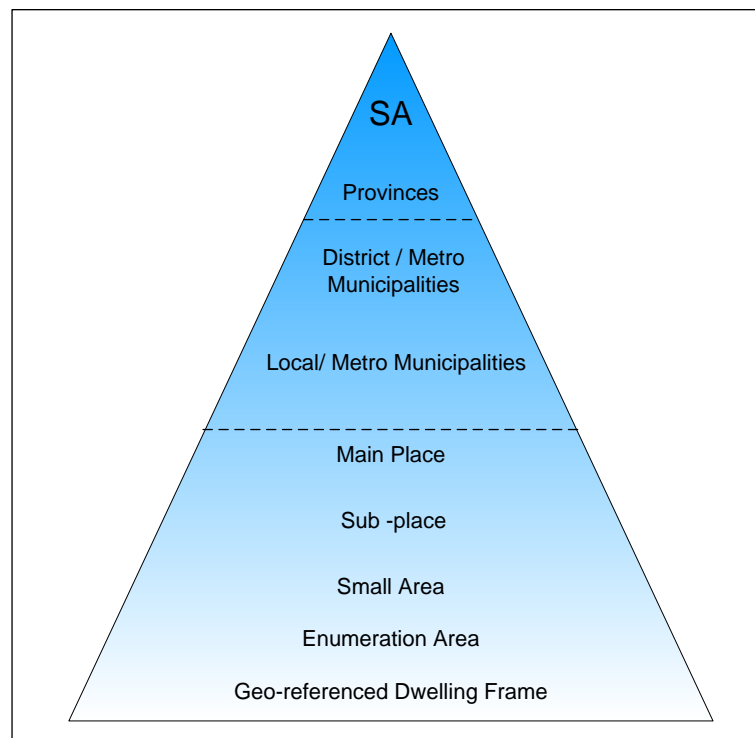 SA
Provinces
District / Metro
Municipalities
Local/ Metro Municipalities
Main Place
Sub -place
Small Area
Enumeration Area
Geo-referenced Dwelling Frame